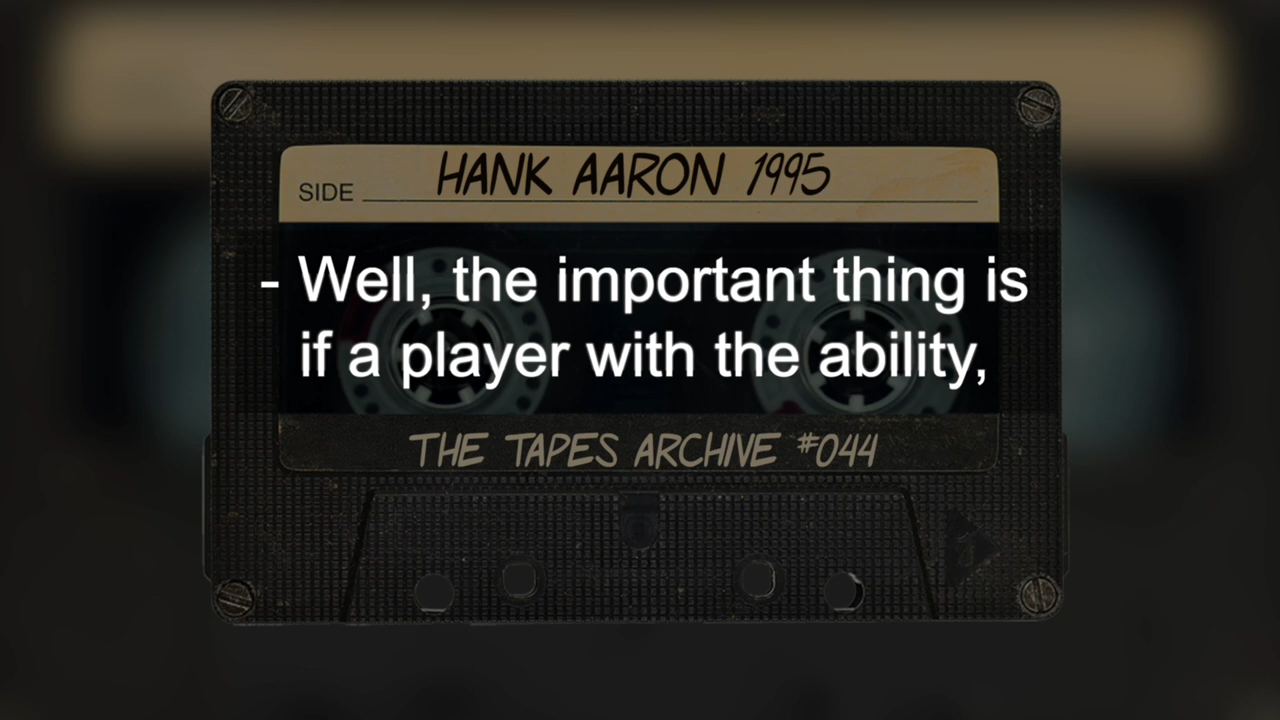 HANK AARON 1995
SIDE
- Well, the important thing is
if a player with the ability,
THE TAPES ARCHIVE #044